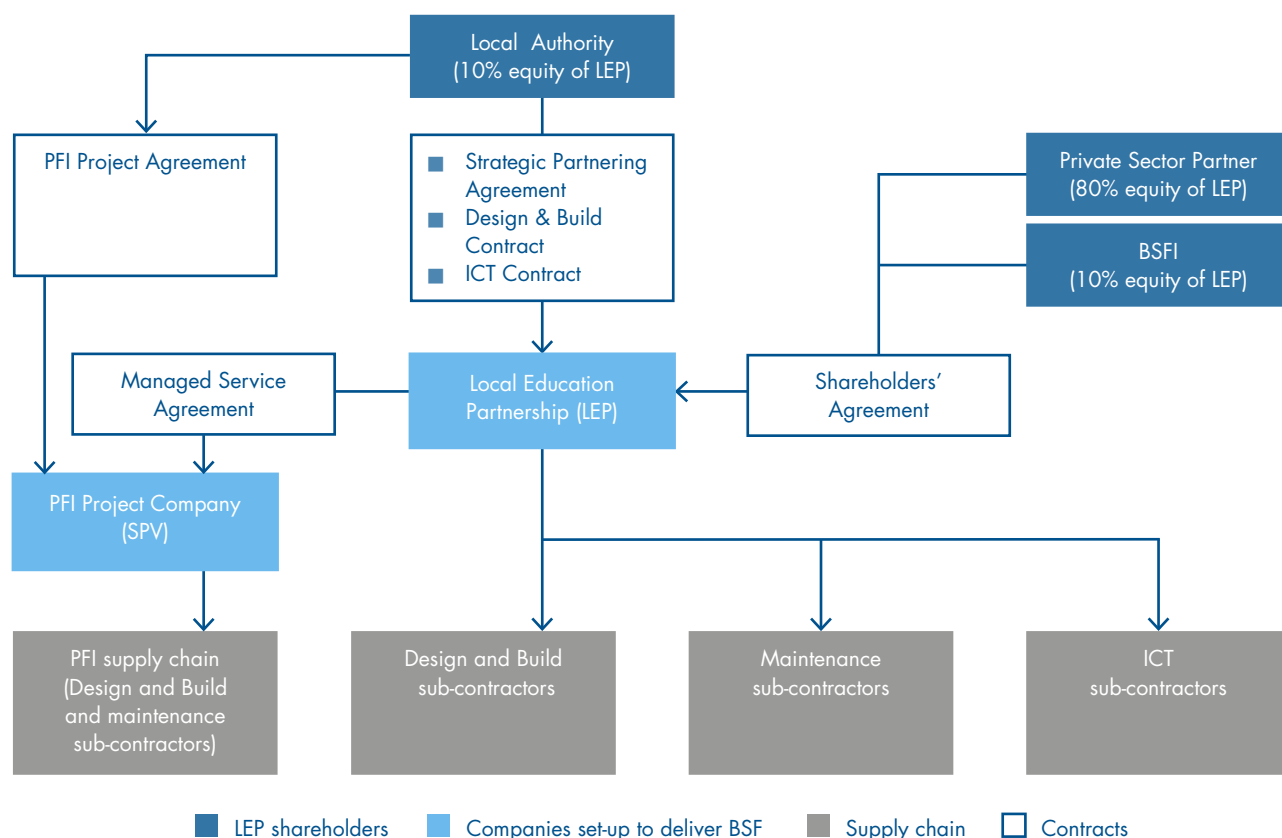 Local Authority
(10% equity of LEP)
PFI Project Agreement
Strategic Partnering
Agreement
Design & Build
Contract
ICT Contract
Private Sector Partner
(80% equity of LEP)
BSFI
(10% equity of LEP)
Managed Service
Agreement
Local Education
Partnership (LEP)
Shareholders’
Agreement
PFI Project Company
(SPV)
PFI supply chain
(Design and Build
and maintenance
sub-contractors)
Design and Build
sub-contractors
Maintenance
sub-contractors
ICT
sub-contractors
LEP shareholders
Companies set-up to deliver BSF
Supply chain
Contracts